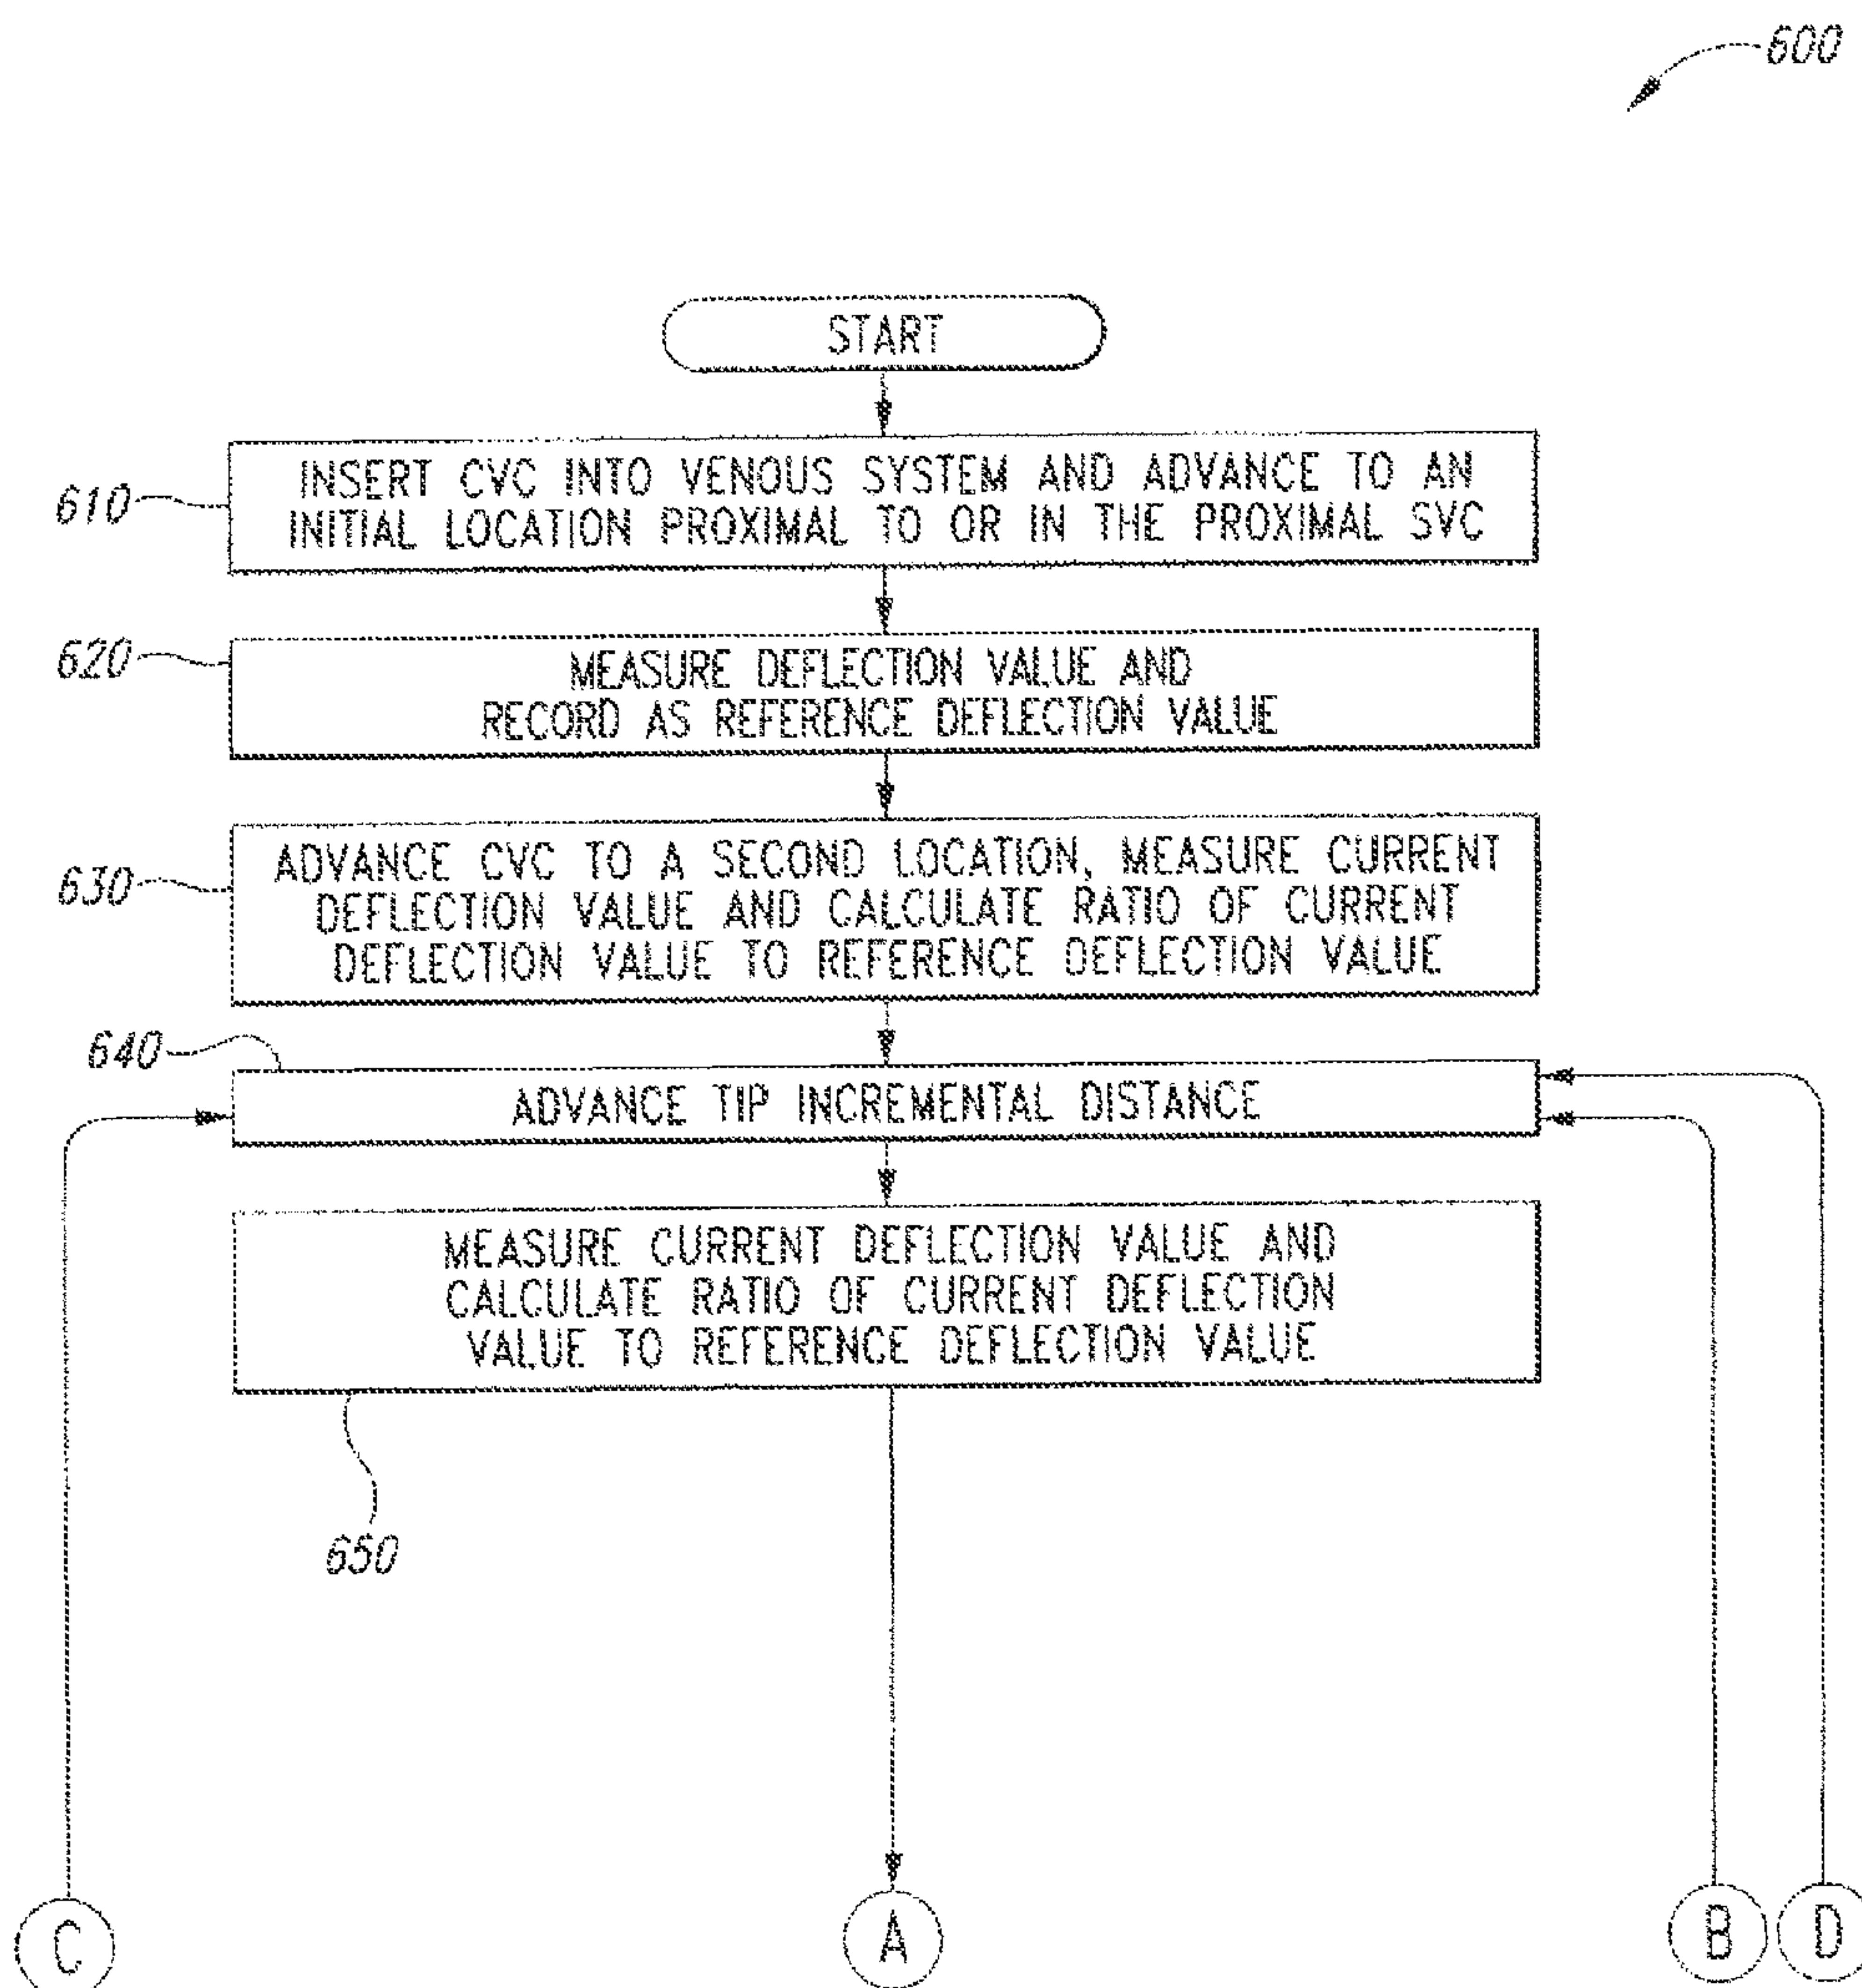 600
START
610
INSERT CVC INTO VENOUS SYSTEM AND ADVANCE TO AN
INITIAL LOCATION PROXIMAL TO OR IN THE PROXIMAL SVC
620
MEASURE DEFLECTION VALUE AND
RECORD AS REFERENCE DEFLECTION VALUE
630
ADVANCE CVC TO A SECOND LOCATION, MEASURE CURRENT
DEFLECTION VALUE AND CALCULATE RATIO OF CURRENT
DEFLECTION VALUE TO REFERENCE DEFLECTION VALUE
640
ADVANCE TIP INCREMENTAL DISTANCE
MEASURE CURRENT DEFLECTION VALUE AND
CALCULATE RATIO OF CURRENT DEFLECTION
VALUE TO REFERENCE DEFLECTION VALUE
650
C
A
B
D